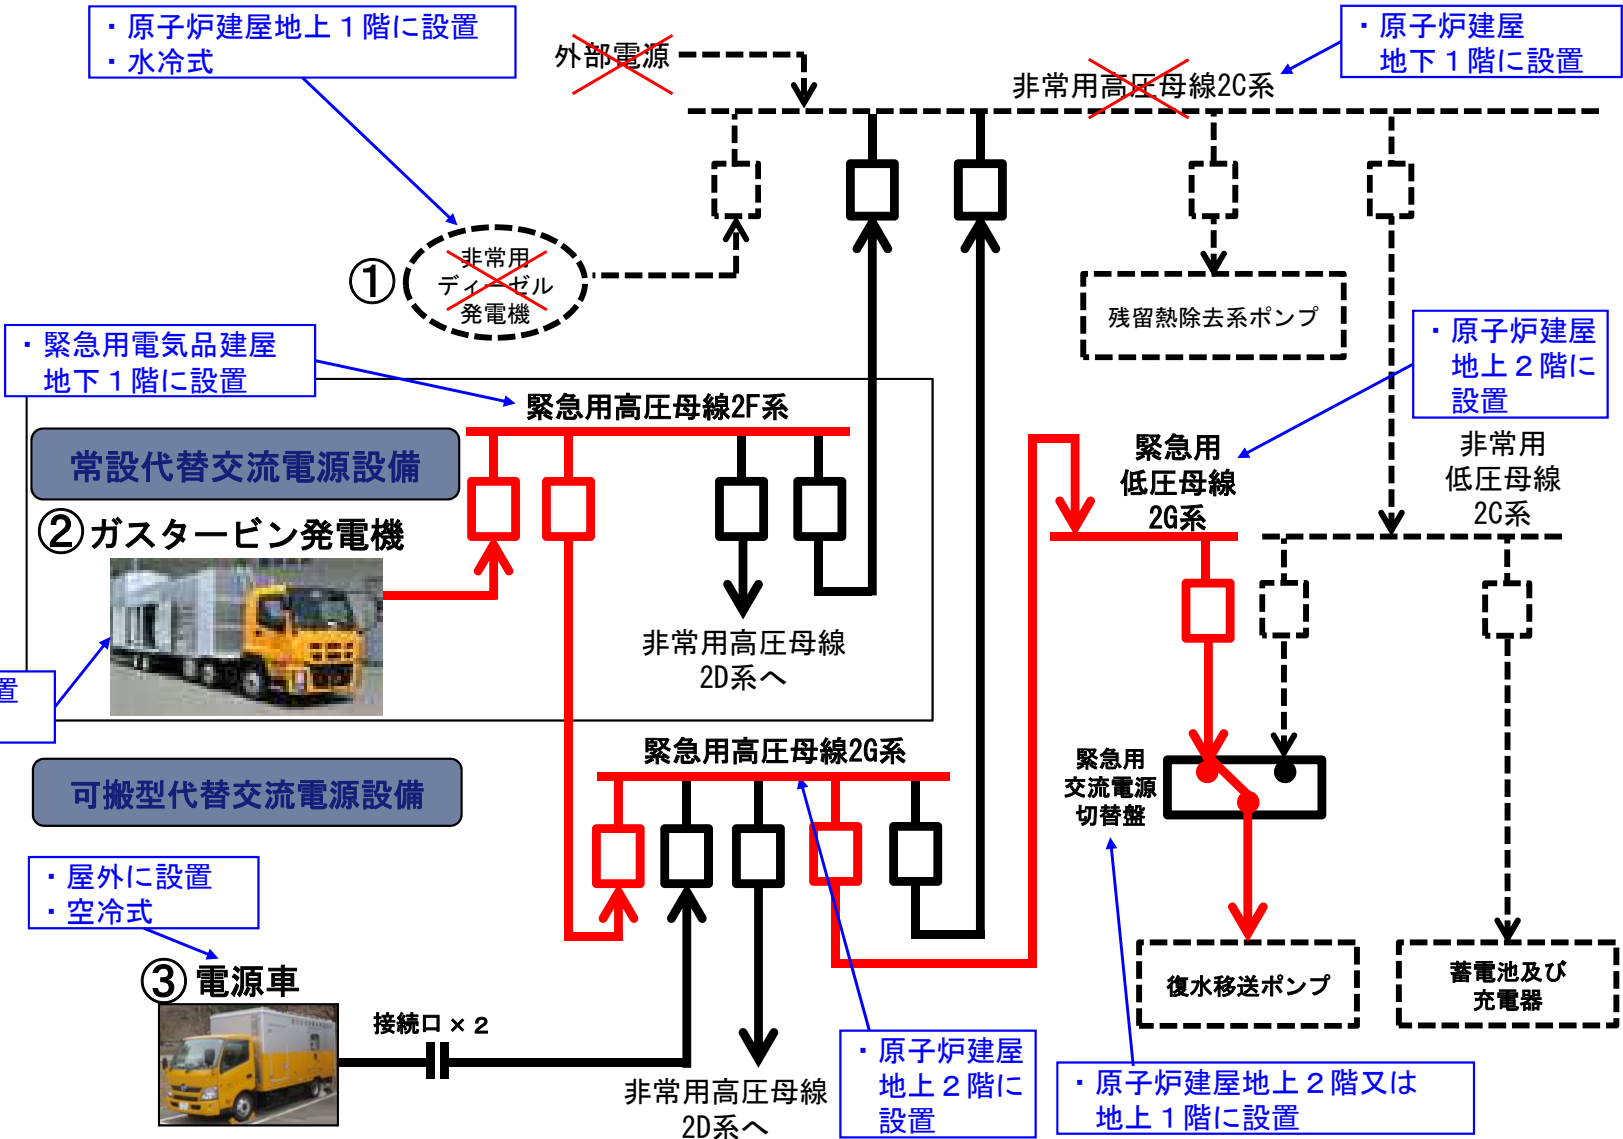 ・原子炉建屋地上１階に設置
・水冷式
外部電源
・原子炉建屋
地下１階に設置
非常用高圧母線2C系
①
非常用
ディーゼル
発電機
残留熱除去系ポンプ
・緊急用電気品建屋
地下１階に設置
・原子炉建屋
地上２階に
設置
緊急用高圧母線2F系
常設代替交流電源設備
②ガスタービン発電機
緊急用
低圧母線
2G系
非常用
低圧母線
2C系
非常用高圧母線
2D系へ
置
緊急用高圧母線2G系
可搬型代替交流電源設備
緊急用
交流電源
切替盤
・屋外に設置
・空冷式
③電源車
接続口×２
復水移送ポンプ
蓄電池及び
充電器
非常用高圧母線
2D系へ
・原子炉建屋
地上２階に
設置
・原子炉建屋地上２階又は
地上１階に設置